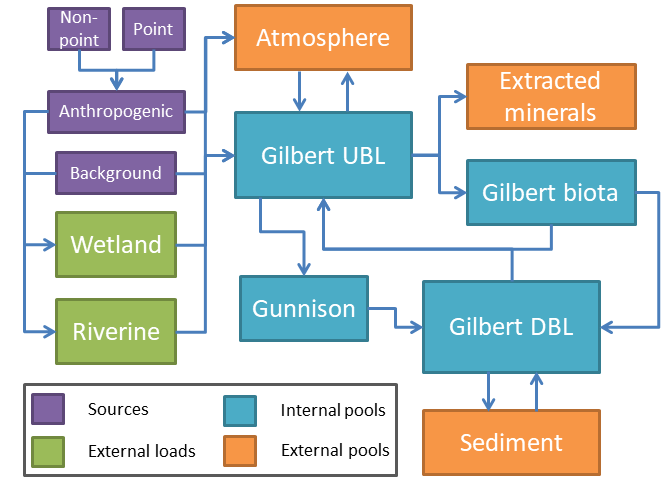 Non-
point
Point
Atmosphere
Anthropogenic
Extracted
minerals
Gilbert UBL
Background
Gilbert biota
Wetland
Gunnison
Riverine
Gilbert DBL
Sources
Internal pools
External loads
External pools
Sediment